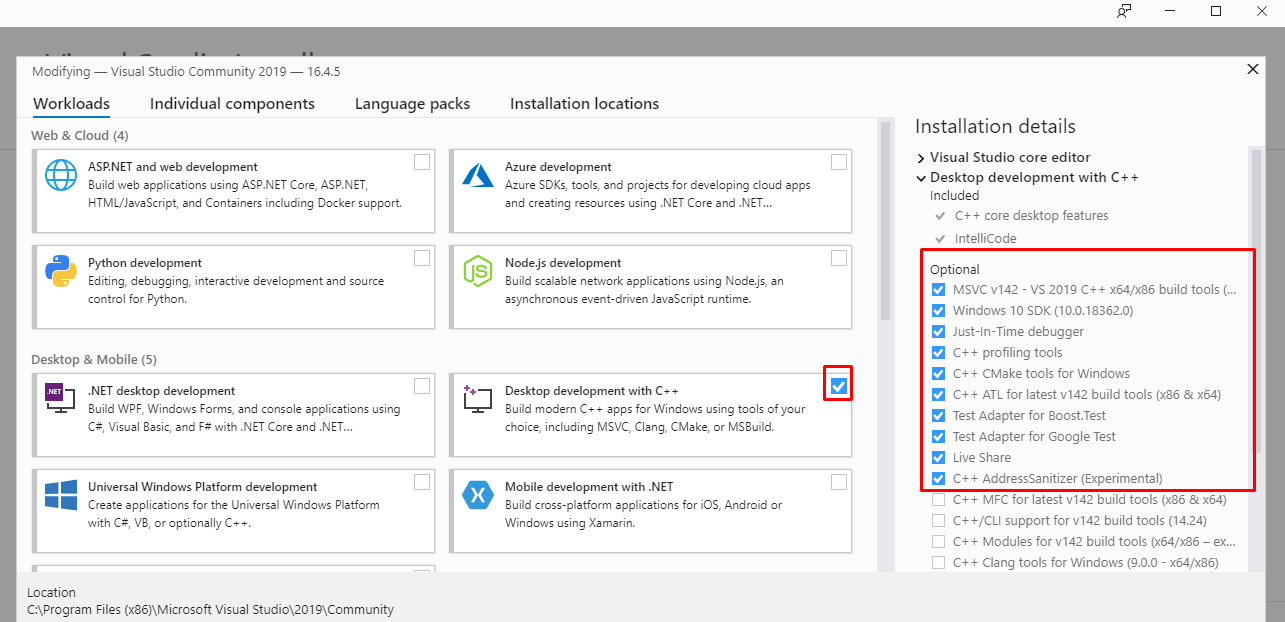 Modifying — Visual Studio Community 2019 — 16.4.5
Workloads
Individual components
Language packs
Installation locations
Web & Cloud (4)
ASP.NET and web development
Build web applications using ASP.NET Core, ASP.NET,
HTML/JavaScript, and Containers including Docker support.
Azure development
Azure SDKs, tools, and projects for developing cloud apps
and creating resources using .NET Core and .NET...
Python development
Editing, debugging, interactive development and source
control for Python.
JS
Node.js development
Build scalable network applications using Node.js, an
asynchronous event-driven JavaScript runtime.
Desktop & Mobile (5)
.NET
.NET desktop development
Build WPF, Windows Forms, and console applications using
C#, Visual Basic, and F# with .NET Core and .NET...
Desktop development with C++
Build modern C++ apps for Windows using tools of your
choice, including MSVC, Clang, CMake, or MSBuild.
Universal Windows Platform development
Create applications for the Universal Windows Platform
with C#, VB, or optionally C++.
Mobile development with .NET
Build cross-platform applications for iOS, Android or
Windows using Xamarin.
Installation details
Visual Studio core editor
Desktop development with C++
Included
C++ core desktop features
IntelliCode
Optional
MSVC v142 - VS 2019 C++ x64/x86 build tools (...
Windows 10 SDK (10.0.18362.0)
Just-In-Time debugger
C++ profiling tools
C++ CMake tools for Windows
C++ ATL for latest v142 build tools (x86 & x64)
Test Adapter for Boost.Test
Test Adapter for Google Test
Live Share
C++ AddressSanitizer (Experimental)
C++ MFC for latest v142 build tools (x86 & x64)
C++/CLI support for v142 build tools (14.24)
C++ Modules for v142 build tools (x64/x86 – ex...
C++ Clang tools for Windows (9.0.0 - x64/x86)
Location
C:\Program Files (x86)\Microsoft Visual Studio\2019\Community